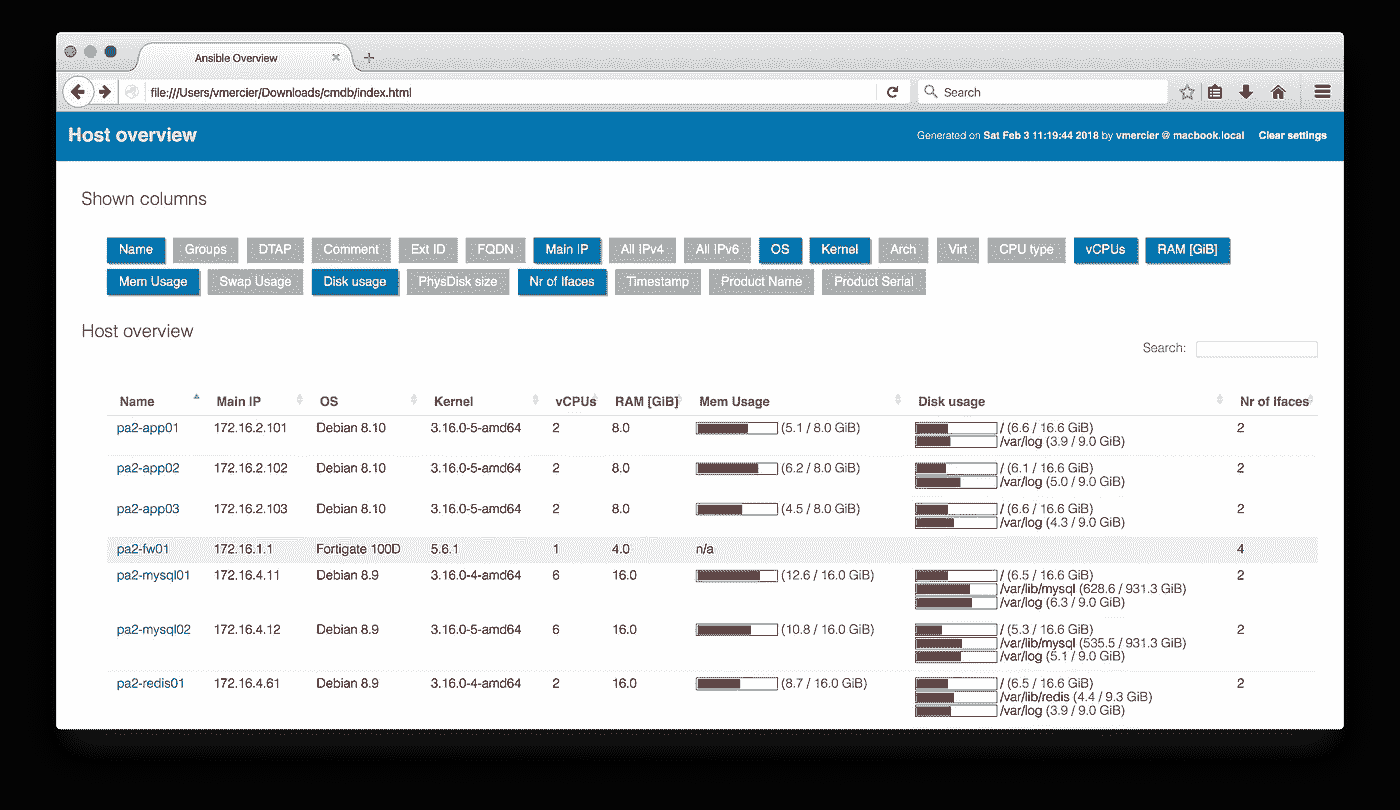 Ansible Overview
file:///Users/vmercier/Downloads/cmdb/index.html Search
Host overview Generated on Sat Feb 3 11:19:44 2018 by vmercier @ macbook.local Clear settings
Shown columns
Name Groups DTAP Comment Ext ID FQDN Main IP All IPv4 All IPv6 OS Kernel Arch Virt CPU type vCPUs RAM [GiB]
Mem Usage Swap Usage Disk usage PhysDisk size Nr of Ifaces Timestamp Product Name Product Serial
Host overview
Search:
Name Main IP OS Kernel vCPUs RAM [GiB] Mem Usage Disk usage Nr of Ifaces
pa2-app01 172.16.2.101 Debian 8.10 3.16.0-5-amd64 2 8.0 (5.1 / 8.0 GiB) / (6.6 / 16.6 GiB) 2
/var/log (3.9 / 9.0 GiB)
pa2-app02 172.16.2.102 Debian 8.10 3.16.0-5-amd64 2 8.0 (6.2 / 8.0 GiB) / (6.1 / 16.6 GiB) 2
/var/log (5.0 / 9.0 GiB)
pa2-app03 172.16.2.103 Debian 8.10 3.16.0-5-amd64 2 8.0 (4.5 / 8.0 GiB) / (6.6 / 16.6 GiB) 2
/var/log (4.3 / 9.0 GiB)
pa2-fw01 172.16.1.1 Fortigate 100D 5.6.1 1 4.0 n/a 4
pa2-mysql01 172.16.4.11 Debian 8.9 3.16.0-4-amd64 6 16.0 (12.6 / 16.0 GiB) / (6.5 / 16.6 GiB) 2
/var/lib/mysql (628.6 / 931.3 GiB)
/var/log (6.3 / 9.0 GiB)
pa2-mysql02 172.16.4.12 Debian 8.9 3.16.0-5-amd64 6 16.0 (10.8 / 16.0 GiB) / (5.3 / 16.6 GiB) 2
/var/lib/mysql (535.5 / 931.3 GiB)
/var/log (5.1 / 9.0 GiB)
pa2-redis01 172.16.4.61 Debian 8.9 3.16.0-4-amd64 2 16.0 (8.7 / 16.0 GiB) / (6.5 / 16.6 GiB) 2
/var/lib/redis (4.4 / 9.3 GiB)
/var/log (3.9 / 9.0 GiB)